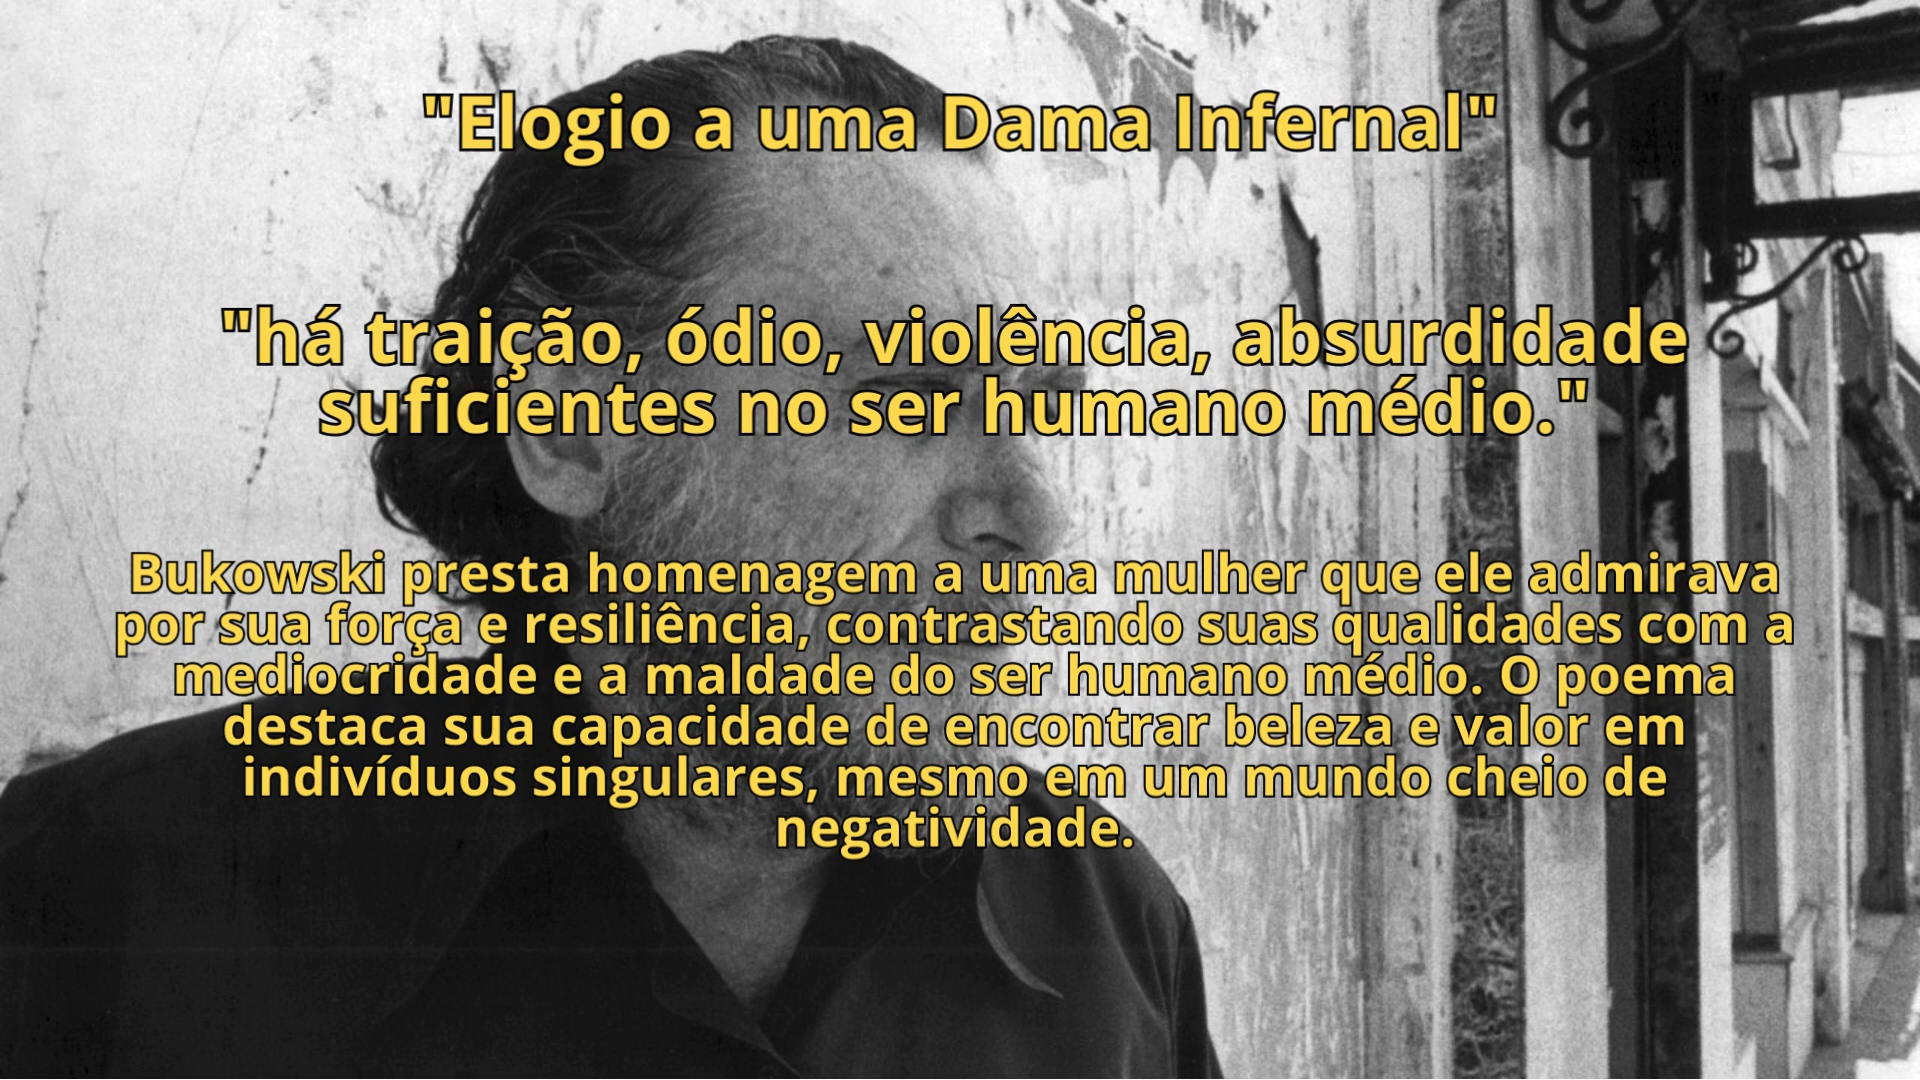 "Elogio a uma Dama Infernal"
"há traição, ódio, violência, absurdidade
suficientes no ser humano médio."
Bukowski presta homenagem a uma mulher que ele admirava
por sua força e resiliência, contrastando suas qualidades com a
mediocridade e a maldade do ser humano médio. O poema
destaca sua capacidade de encontrar beleza e valor em
indivíduos singulares, mesmo em um mundo cheio de
negatividade.